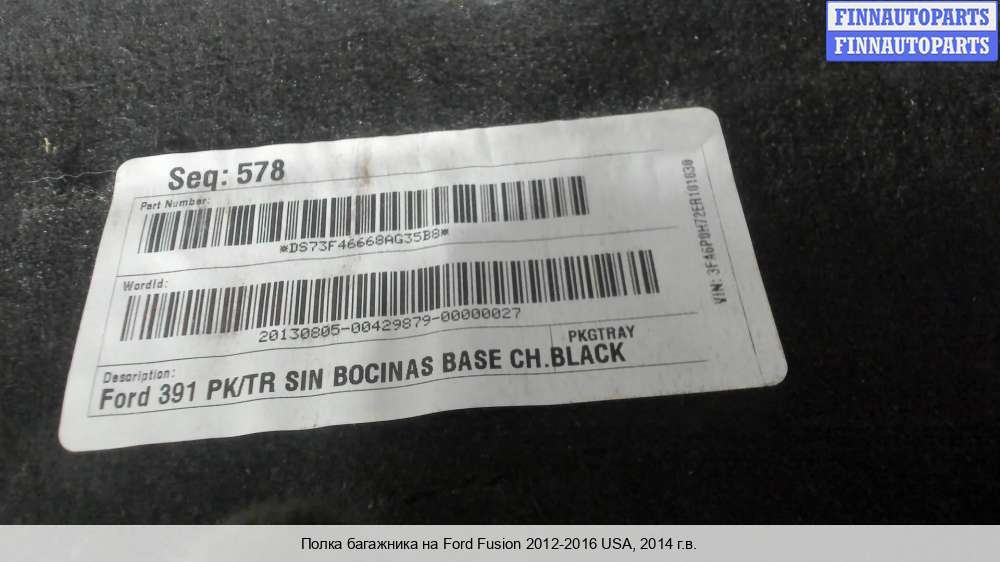 FINNAUTOPARTS
FINNAUTOPARTS
Seq: 578
Part Number:
*DS73F46668AG35B8*
WordId:
20130805-00429879-00000027
PKGTRAY
Description:
Ford 391 PK/TR SIN BOCINAS BASE CH.BLACK
VIN: 3FA6P0H72ER101630
Полка багажника на Ford Fusion 2012-2016 USA, 2014 г.в.